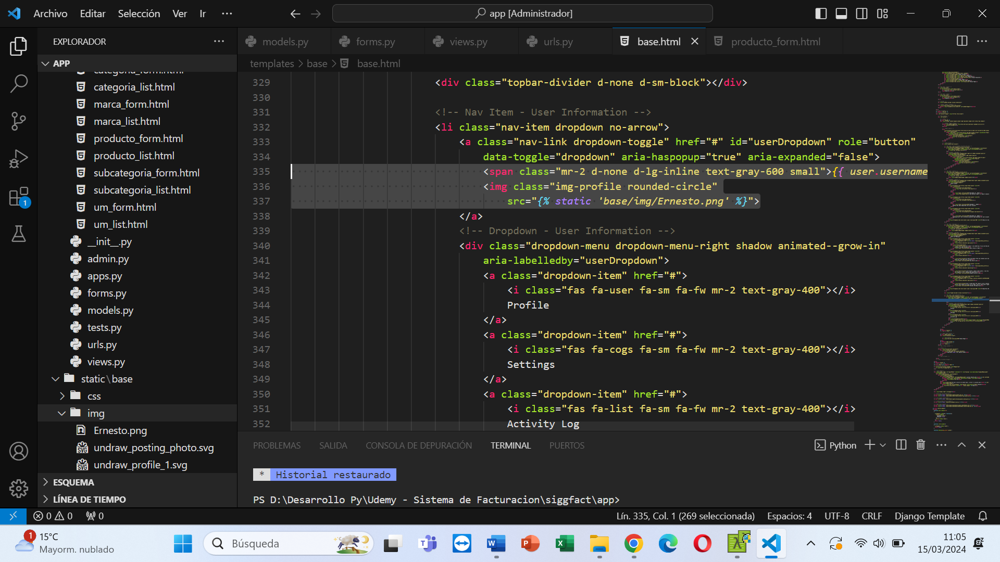 Archivo Editar Selección Ver Ir ···
app [Administrador]
EXPLORADOR
models.py
forms.py
views.py
urls.py
base.html
producto_form.html
APP
templates > base > base.html
categoria_form.html
categoria_list.html
marca_form.html
marca_list.html
producto_form.html
producto_list.html
subcategoria_form.html
subcategoria_list.html
um_form.html
um_list.html
__init__.py
admin.py
apps.py
forms.py
models.py
tests.py
urls.py
views.py
static\base
css
img
Ernesto.png
undraw_posting_photo.svg
undraw_profile_1.svg
ESQUEMA
LÍNEA DE TIEMPO
1
329 <div class="topbar-divider d-none d-sm-block"></div>
330
331 <!-- Nav Item - User Information -->
332 <li class="nav-item dropdown no-arrow">
333 <a class="nav-link dropdown-toggle" href="#" id="userDropdown" role="button"
334 data-toggle="dropdown" aria-haspopup="true" aria-expanded="false">
335 <span class="mr-2 d-none d-lg-inline text-gray-600 small">{{ user.username
336 <img class="img-profile rounded-circle"
337 src="{% static 'base/img/Ernesto.png' %}">
338 </a>
339 <!-- Dropdown - User Information -->
340 <div class="dropdown-menu dropdown-menu-right shadow animated--grow-in"
341 aria-labelledby="userDropdown">
342 <a class="dropdown-item" href="#">
343 <i class="fas fa-user fa-sm fa-fw mr-2 text-gray-400"></i>
344 Profile
345 </a>
346 <a class="dropdown-item" href="#">
347 <i class="fas fa-cogs fa-sm fa-fw mr-2 text-gray-400"></i>
348 Settings
349 </a>
350 <a class="dropdown-item" href="#">
351 <i class="fas fa-list fa-sm fa-fw mr-2 text-gray-400"></i>
352 Activity Log
PROBLEMAS SALIDA CONSOLA DE DEPURACIÓN TERMINAL PUERTOS
Python
* Historial restaurado
PS D:\Desarrollo Py\Udemy - Sistema de Facturacion\siggfact\app>
0 0 0
Lín. 335, Col. 1 (269 seleccionada) Espacios: 4 UTF-8 CRLF Django Template
1
15°C
Mayorm. nublado
Búsqueda
11:05
15/03/2024